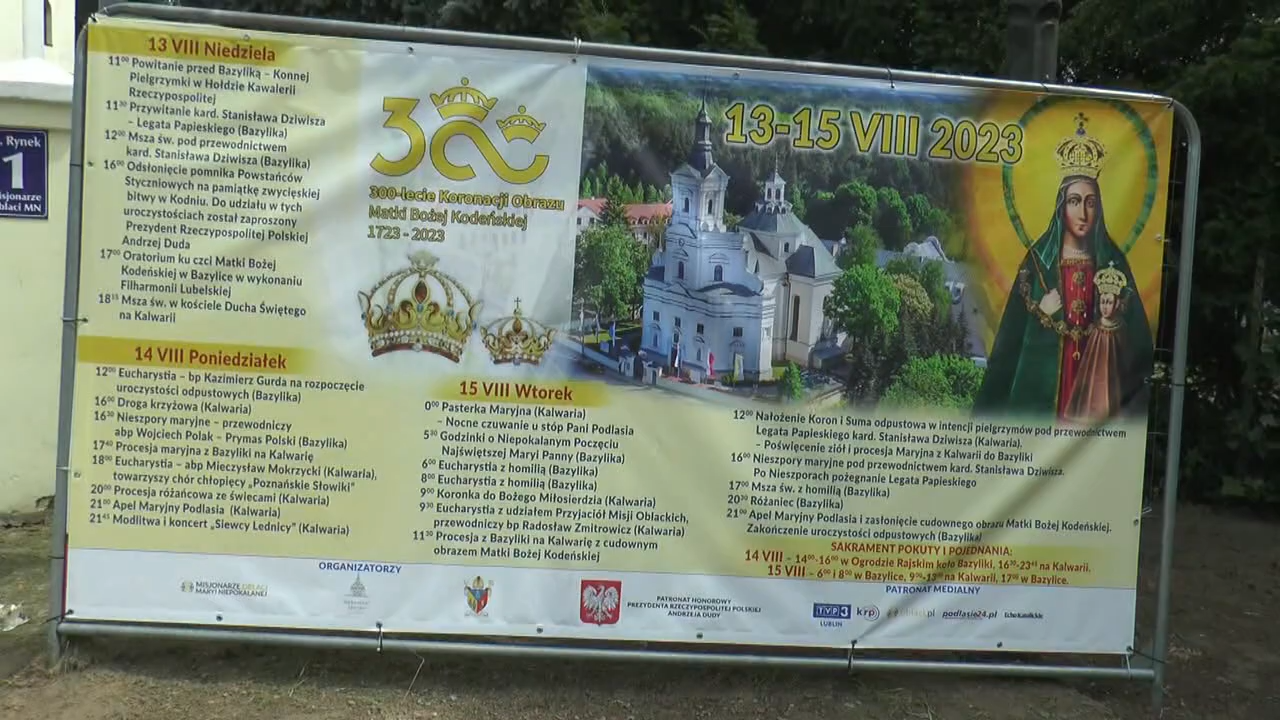 . Rynek
1
isjonarze
blaci MN
13 VIII Niedziela
11⁰⁰ Powitanie przed Bazyliką – Konnej
Pielgrzymki w Hołdzie Kawalerii
Rzeczypospolitej
11³⁰ Przywitanie kard. Stanisława Dziwisza
– Legata Papieskiego (Bazylika)
12⁰⁰ Msza św. pod przewodnictwem
kard. Stanisława Dziwisza (Bazylika)
16⁰⁰ Odsłonięcie pomnika Powstańców
Styczniowych na pamiątkę zwycięskiej
bitwy w Kodniu. Do udziału w tych
uroczystościach został zaproszony
Prezydent Rzeczypospolitej Polskiej
Andrzej Duda
17⁰⁰ Oratorium ku czci Matki Bożej
Kodeńskiej w Bazylice w wykonaniu
Filharmonii Lubelskiej
18¹⁵ Msza św. w kościele Ducha Świętego
na Kalwarii
300
300-lecie Koronacji Obrazu
Matki Bożej Kodeńskiej
1723 - 2023
13-15 VIII 2023
14 VIII Poniedziałek
12⁰⁰ Eucharystia – bp Kazimierz Gurda na rozpoczęcie
uroczystości odpustowych (Bazylika)
16⁰⁰ Droga krzyżowa (Kalwaria)
16³⁰ Nieszpory maryjne – przewodniczy
abp Wojciech Polak – Prymas Polski (Bazylika)
17⁴⁰ Procesja maryjna z Bazyliki na Kalwarię
18⁰⁰ Eucharystia – abp Mieczysław Mokrzycki (Kalwaria),
towarzyszy chór chłopięcy „Poznańskie Słowiki”
20⁰⁰ Procesja różańcowa ze świecami (Kalwaria)
21⁰⁰ Apel Maryjny Podlasia (Kalwaria)
21⁴⁵ Modlitwa i koncert „Siewcy Lednicy” (Kalwaria)
15 VIII Wtorek
0⁰⁰ Pasterka Maryjna (Kalwaria)
– Nocne czuwanie u stóp Pani Podlasia
5³⁰ Godzinki o Niepokalanym Poczęciu
Najświętszej Maryi Panny (Bazylika)
6⁰⁰ Eucharystia z homilią (Bazylika)
8⁰⁰ Eucharystia z homilią (Bazylika)
9⁰⁰ Koronka do Bożego Miłosierdzia (Kalwaria)
9³⁰ Eucharystia z udziałem Przyjaciół Misji Oblackich,
przewodniczy bp Radosław Zmitrowicz (Kalwaria)
11³⁰ Procesja z Bazyliki na Kalwarię z cudownym
obrazem Matki Bożej Kodeńskiej
12⁰⁰ Nałożenie Koron i Suma odpustowa w intencji pielgrzymów pod przewodnictwem
Legata Papieskiego kard. Stanisława Dziwisza (Kalwaria).
– Poświęcenie ziół i procesja Maryjna z Kalwarii do Bazyliki
16⁰⁰ Nieszpory maryjne pod przewodnictwem kard. Stanisława Dziwisza.
Po Nieszporach pożegnanie Legata Papieskiego
17⁰⁰ Msza św. z homilią (Bazylika)
20³⁰ Różaniec (Bazylika)
21⁰⁰ Apel Maryjny Podlasia i zasłonięcie cudownego obrazu Matki Bożej Kodeńskiej.
Zakończenie uroczystości odpustowych (Bazylika)
SAKRAMENT POKUTY I POJEDNANIA:
14 VIII – 14⁰⁰-16⁰⁰ w Ogrodzie Rajskim koło Bazyliki, 16³⁰-23⁴⁵ na Kalwarii.
15 VIII – 6⁰⁰ i 8⁰⁰ w Bazylice, 9³⁰-13⁰⁰ na Kalwarii, 17⁰⁰ w Bazylice.
ORGANIZATORZY
MISJONARZE OBLACI
MARYI NIEPOKALANEJ
PATRONAT HONOROWY
PREZYDENTA RZECZYPOSPOLITEJ POLSKIEJ
ANDRZEJA DUDY
PATRONAT MEDIALNY
TVP3
LUBLIN
krp
podlasie24.pl
Echo Katolickie